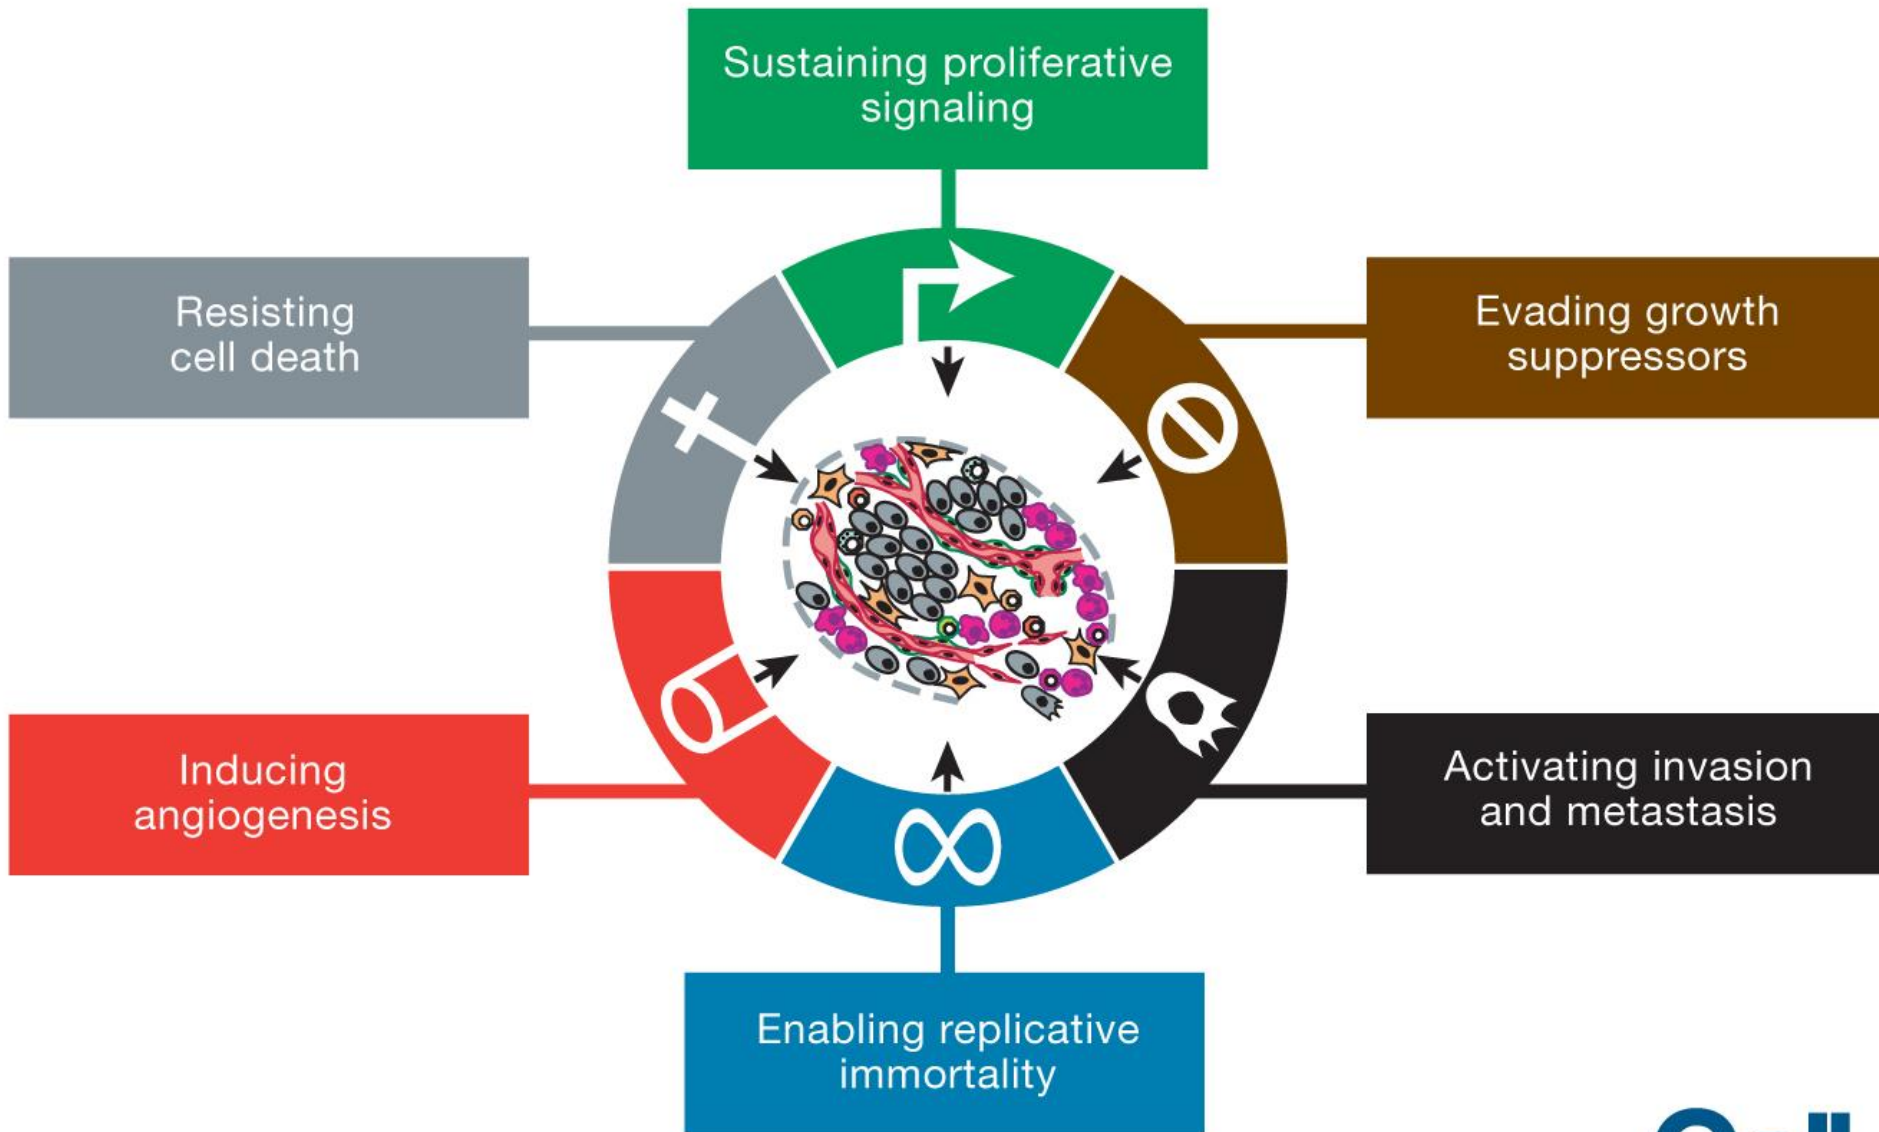 Sustaining proliferative
signaling
Resisting
cell death
Evading growth
suppressors
Inducing
angiogenesis
Activating invasion
and metastasis
Enabling replicative
immortality